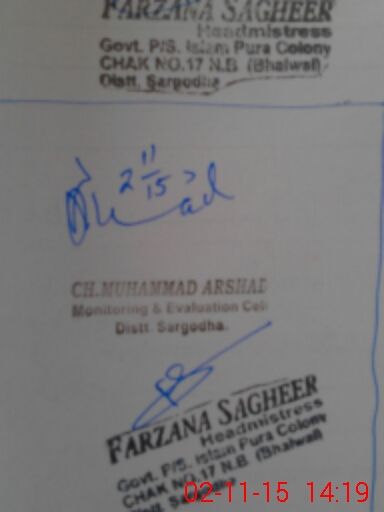 FARZANA SAGHEER
Headmistress
Govt. P/S. Islam Pura Colony
CHAK NO.17 N.B (Bhalwal)
Distt. Sargodha
2 11/15
CH.MUHAMMAD ARSHAD
Monitoring & Evaluation Cell
Distt. Sargodha.
FARZANA SAGHEER
Headmistress
Govt. P/S. Islam Pura Colony
CHAK NO.17 N.B (Bhalwal)
Distt. Sargodha
02-11-15 14:19